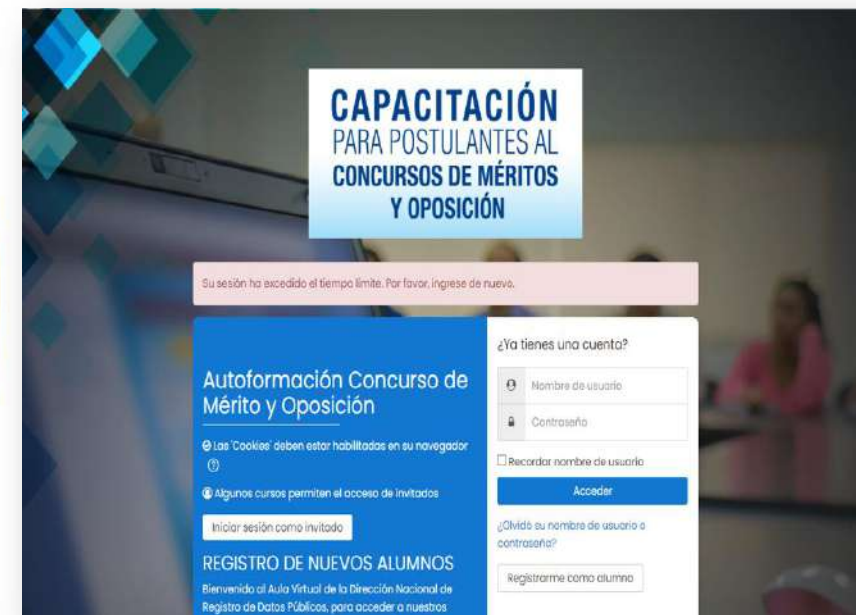 CAPACITACIÓN
PARA POSTULANTES AL
CONCURSOS DE MÉRITOS
Y OPOSICIÓN
Su sesión ha excedido el tiempo límite. Por favor, ingrese de nuevo.
Autoformación Concurso de
Mérito y Oposición
Las 'Cookies' deben estar habilitadas en su navegador
Algunos cursos permiten el acceso de invitados
Iniciar sesión como invitado
REGISTRO DE NUEVOS ALUMNOS
Bienvenido al Aula Virtual de la Dirección Nacional de
Registro de Datos Públicos, para acceder a nuestros
¿Ya tienes una cuenta?
Nombre de usuario
Contraseña
Recordar nombre de usuario
Acceder
¿Olvidó su nombre de usuario o
contraseña?
Registrarme como alumno